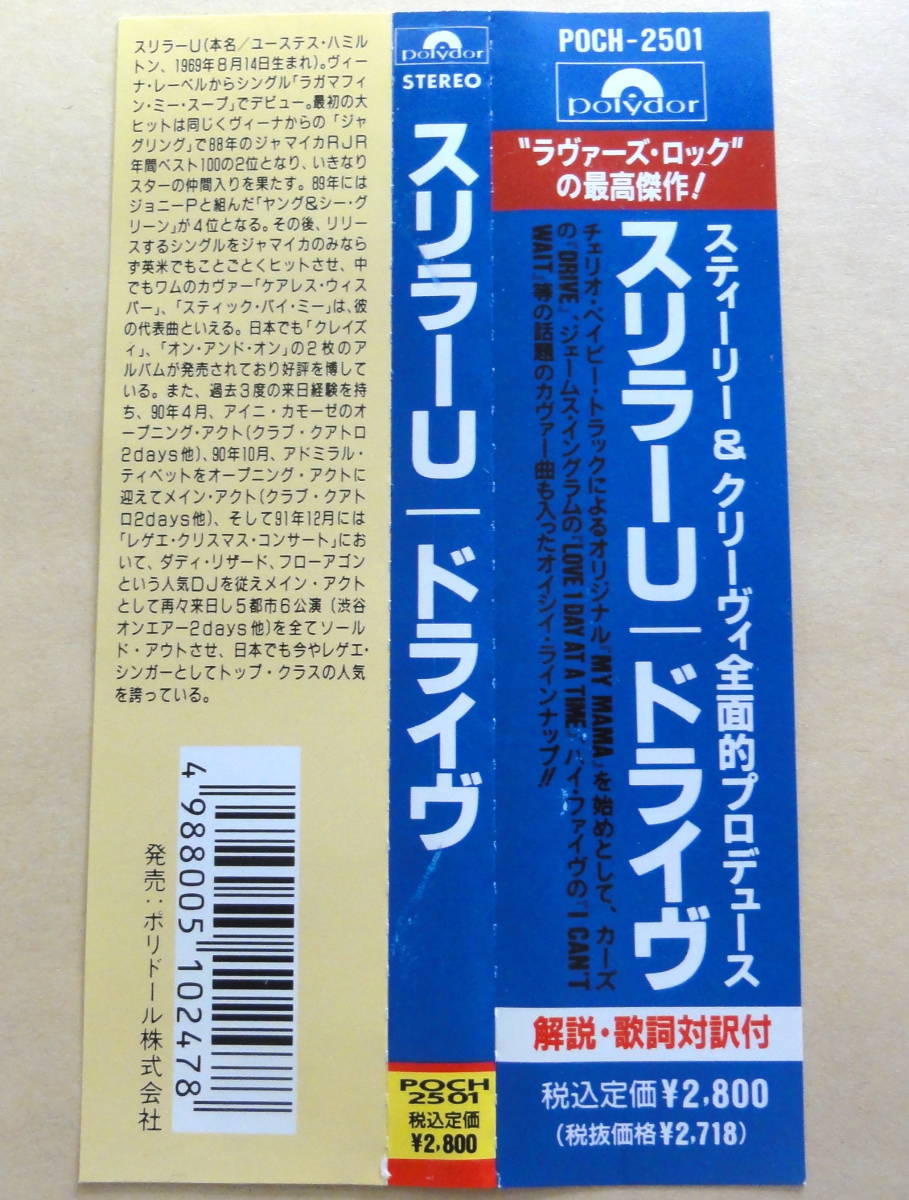 スリラーU(本名/ユーステス・ハミル
トン、1969年8月14日生まれ)。ヴィー
ナ・レーベルからシングル「ラガマフィ
ン・ミー・スープ」でデビュー。最初の大
ヒットは同じくヴィーナからの「ジャ
グリング」で88年のジャマイカRJR
年間ベスト100の2位となり、いきなり
スターの仲間入りを果たす。89年には
ジョニーPと組んだ「ヤング&シー・グ
リーン」が4位となる。その後、リリー
スするシングルをジャマイカのみなら
ず英米でもことごとくヒットさせ、中
でもワムのカヴァー「ケアレス・ウィス
パー」、「スティック・バイ・ミー」は、彼
の代表曲といえる。日本でも「クレイズ
ィ」、「オン・アンド・オン」の2枚のア
ルバムが発売されており好評を博して
いる。また、過去3度の来日経験を持
ち、90年4月、アイニ・カモーゼのオ
ープニング・アクト(クラブ・クアトロ
2days他)、90年10月、アドミラル・
ティベットをオープニング・アクトに
迎えてメイン・アクト(クラブ・クアト
ロ2days他)、そして91年12月には
「レゲエ・クリスマス・コンサート」にお
いて、ダディ・リザード、フローアゴン
という人気DJを従えメイン・アクト
として再々来日し5都市6公演(渋谷
オンエアー2days他)を全てソール
ド・アウトさせ、日本でも今やレゲエ・
シンガーとしてトップ・クラスの人気
を誇っている。
4 988005 102478
発売:ポリドール株式会社
polydor
STEREO
スリラーU|ドライヴ
POCH
2501
税込定価
¥2,800
POCH-2501
polydor
"ラヴァーズ・ロック"
の最高傑作!
スティーリー&クリーヴィ全面的プロデュース
スリラーU|ドライヴ
チェリオ・ベイビー・トラックによるオリジナル『MY MAMA』を始めとして、カーズ
の『DRIVE』、ジェームス・イングラムの『LOVE 1 DAY AT A TIME』、ハイ・ファイヴの『I CAN'T
WAIT』等の話題のカヴァー曲も入ったオイシイ・ラインナップ!!
解説・歌詞対訳付
税込定価¥2,800
(税抜価格¥2,718)